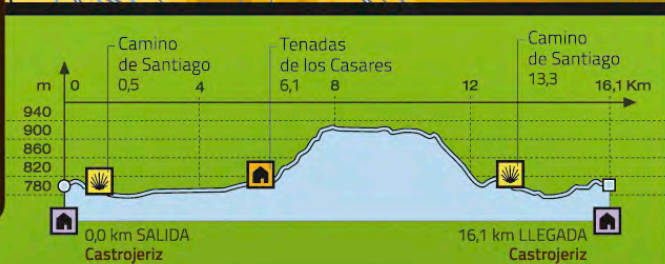 Camino
de Santiago
0,5
Tenadas
de los Casares
6,1
Camino
de Santiago
13,3
m 0 4 8 12 16,1 Km
940
900
860
820
780
0,0 km SALIDA
Castrojeriz
16,1 km LLEGADA
Castrojeriz